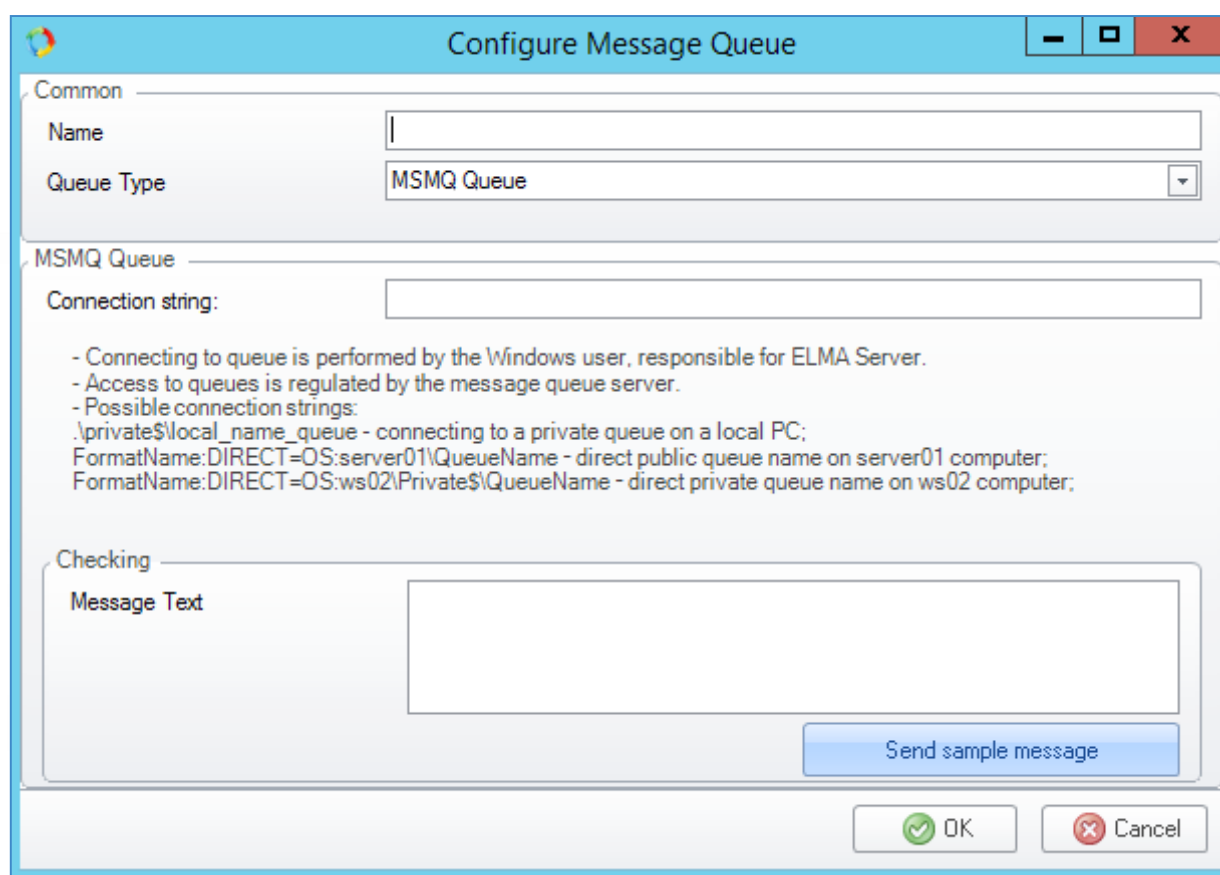 Configure Message Queue
Common
Name
Queue Type
MSMQ Queue
MSMQ Queue
Connection string:
- Connecting to queue is performed by the Windows user, responsible for ELMA Server.
- Access to queues is regulated by the message queue server.
- Possible connection strings:
.\private$\local_name_queue - connecting to a private queue on a local PC;
FormatName:DIRECT=OS:server01\QueueName - direct public queue name on server01 computer;
FormatName:DIRECT=OS:ws02\Private$\QueueName - direct private queue name on ws02 computer;
Checking
Message Text
Send sample message
OK
Cancel